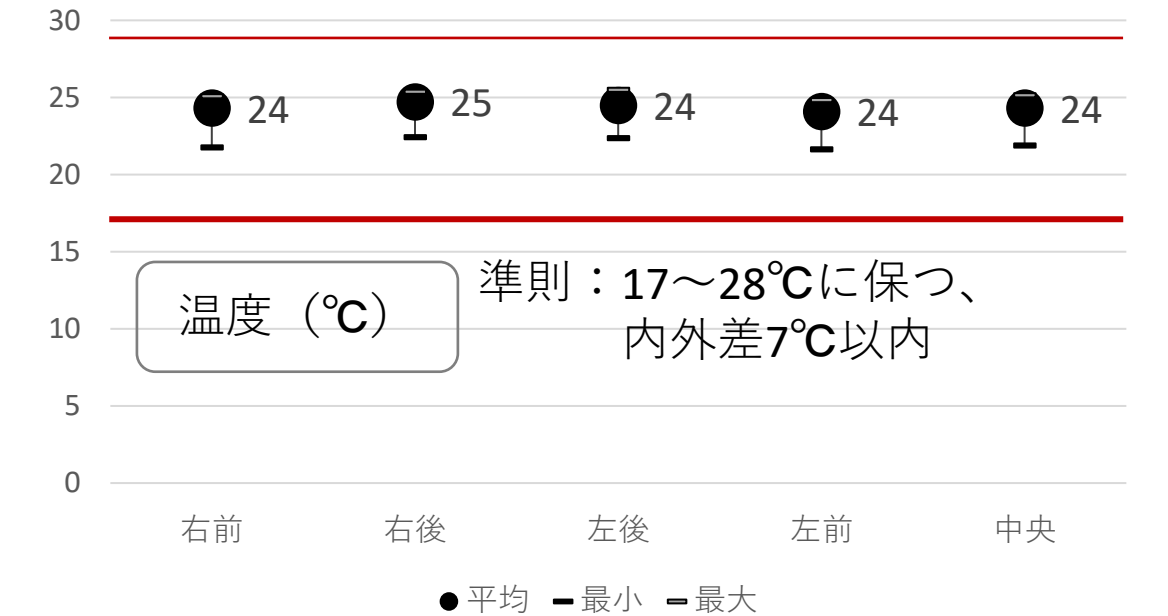 30
25
20
15
10
5
0
24
25
24
24
24
温度（℃）
準則：17～28℃に保つ、
内外差7℃以内
右前
右後
左後
左前
中央
平均
最小
最大